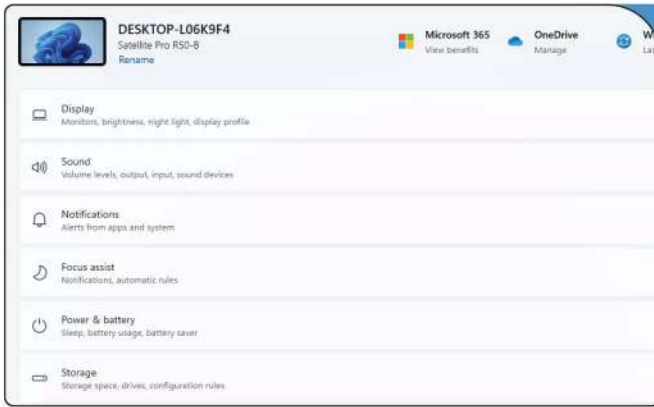 DESKTOP-L06K9F4
Satellite Pro R50-B
Rename
Microsoft 365
View benefits
OneDrive
Manage
Display
Monitors, brightness, night light, display profile
Sound
Volume levels, output, input, sound devices
Notifications
Alerts from apps and system
Focus assist
Notifications, automatic rules
Power & battery
Sleep, battery usage, battery saver
Storage
Storage space, drives, configuration rules